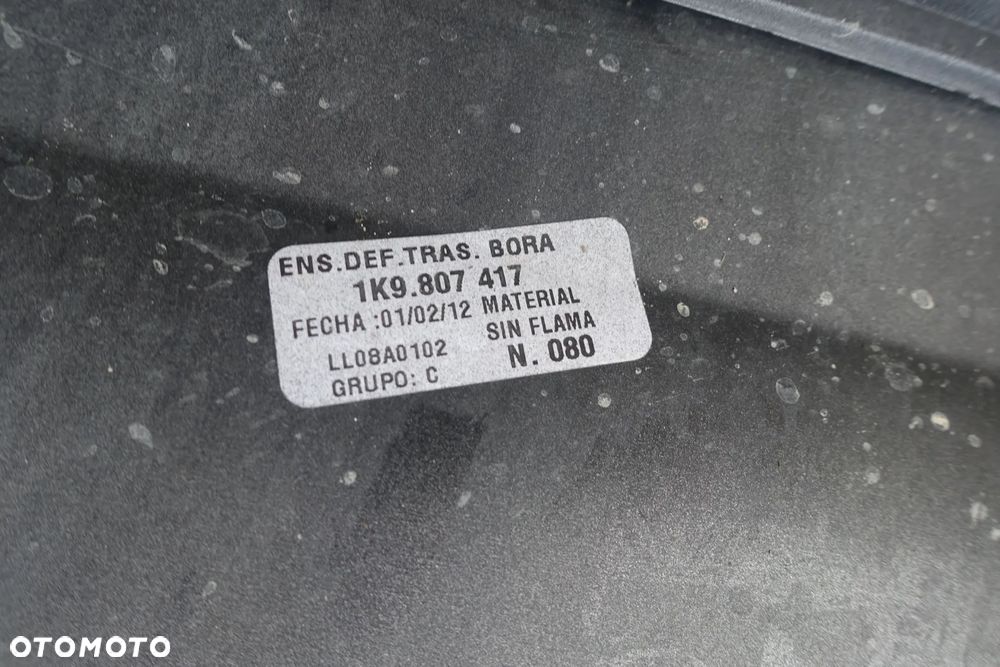 ENS.DEF.TRAS. BORA
1K9.807 417
FECHA :01/02/12 MATERIAL
LL08A0102 SIN FLAMA
GRUPO: C N. 080
OTOMOTO